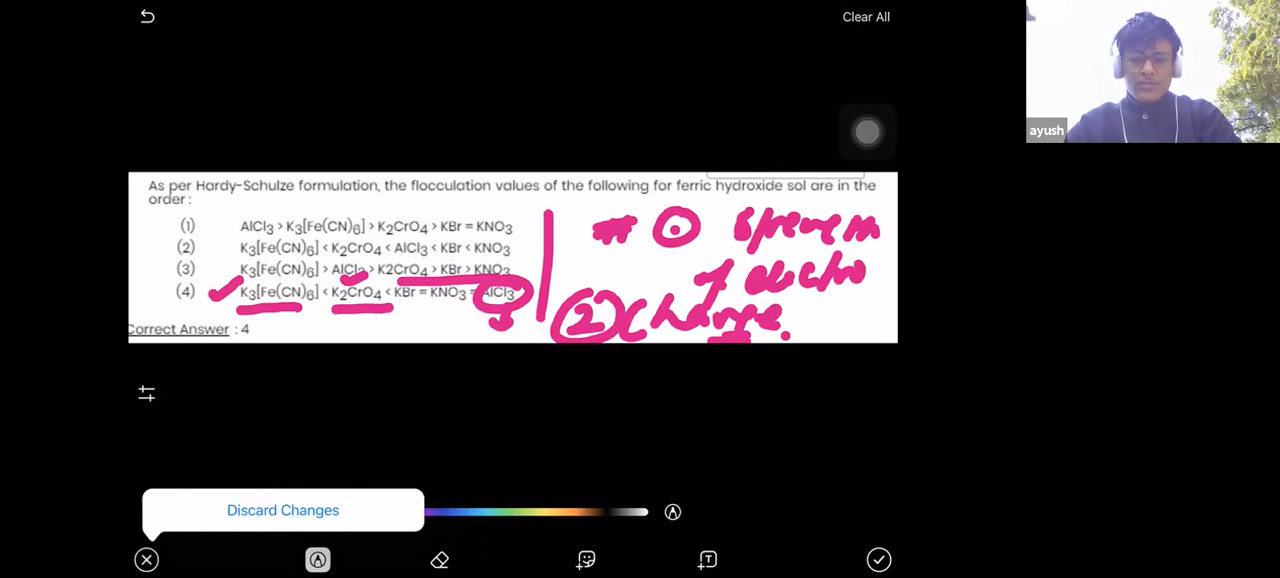 Clear All
ayush
As per Hardy-Schulze formulation, the flocculation values of the following for ferric hydroxide sol are in the
order :
(1) AlCl3 > K3[Fe(CN)6] > K2CrO4 > KBr = KNO3
(2) K3[Fe(CN)6] < K2CrO4 < AlCl3 < KBr < KNO3
(3) K3[Fe(CN)6] > AlCl3 > K2CrO4 > KBr > KNO3
(4) K3[Fe(CN)6] < K2CrO4 < KBr = KNO3 = AlCl3
Correct Answer : 4
of electro
② Charge.
Discard Changes